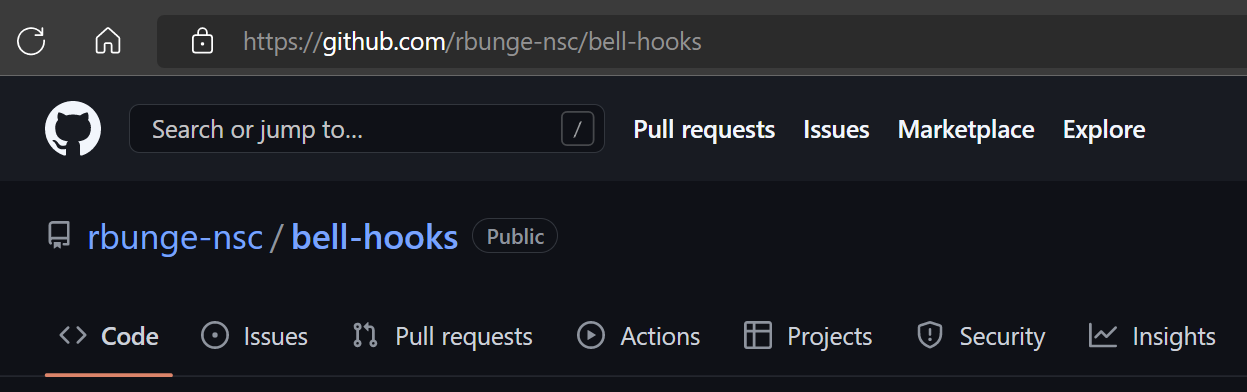 https://github.com/rbunge-nsc/bell-hooks
Search or jump to... / Pull requests Issues Marketplace Explore
rbunge-nsc / bell-hooks Public
Code Issues Pull requests Actions Projects Security Insights